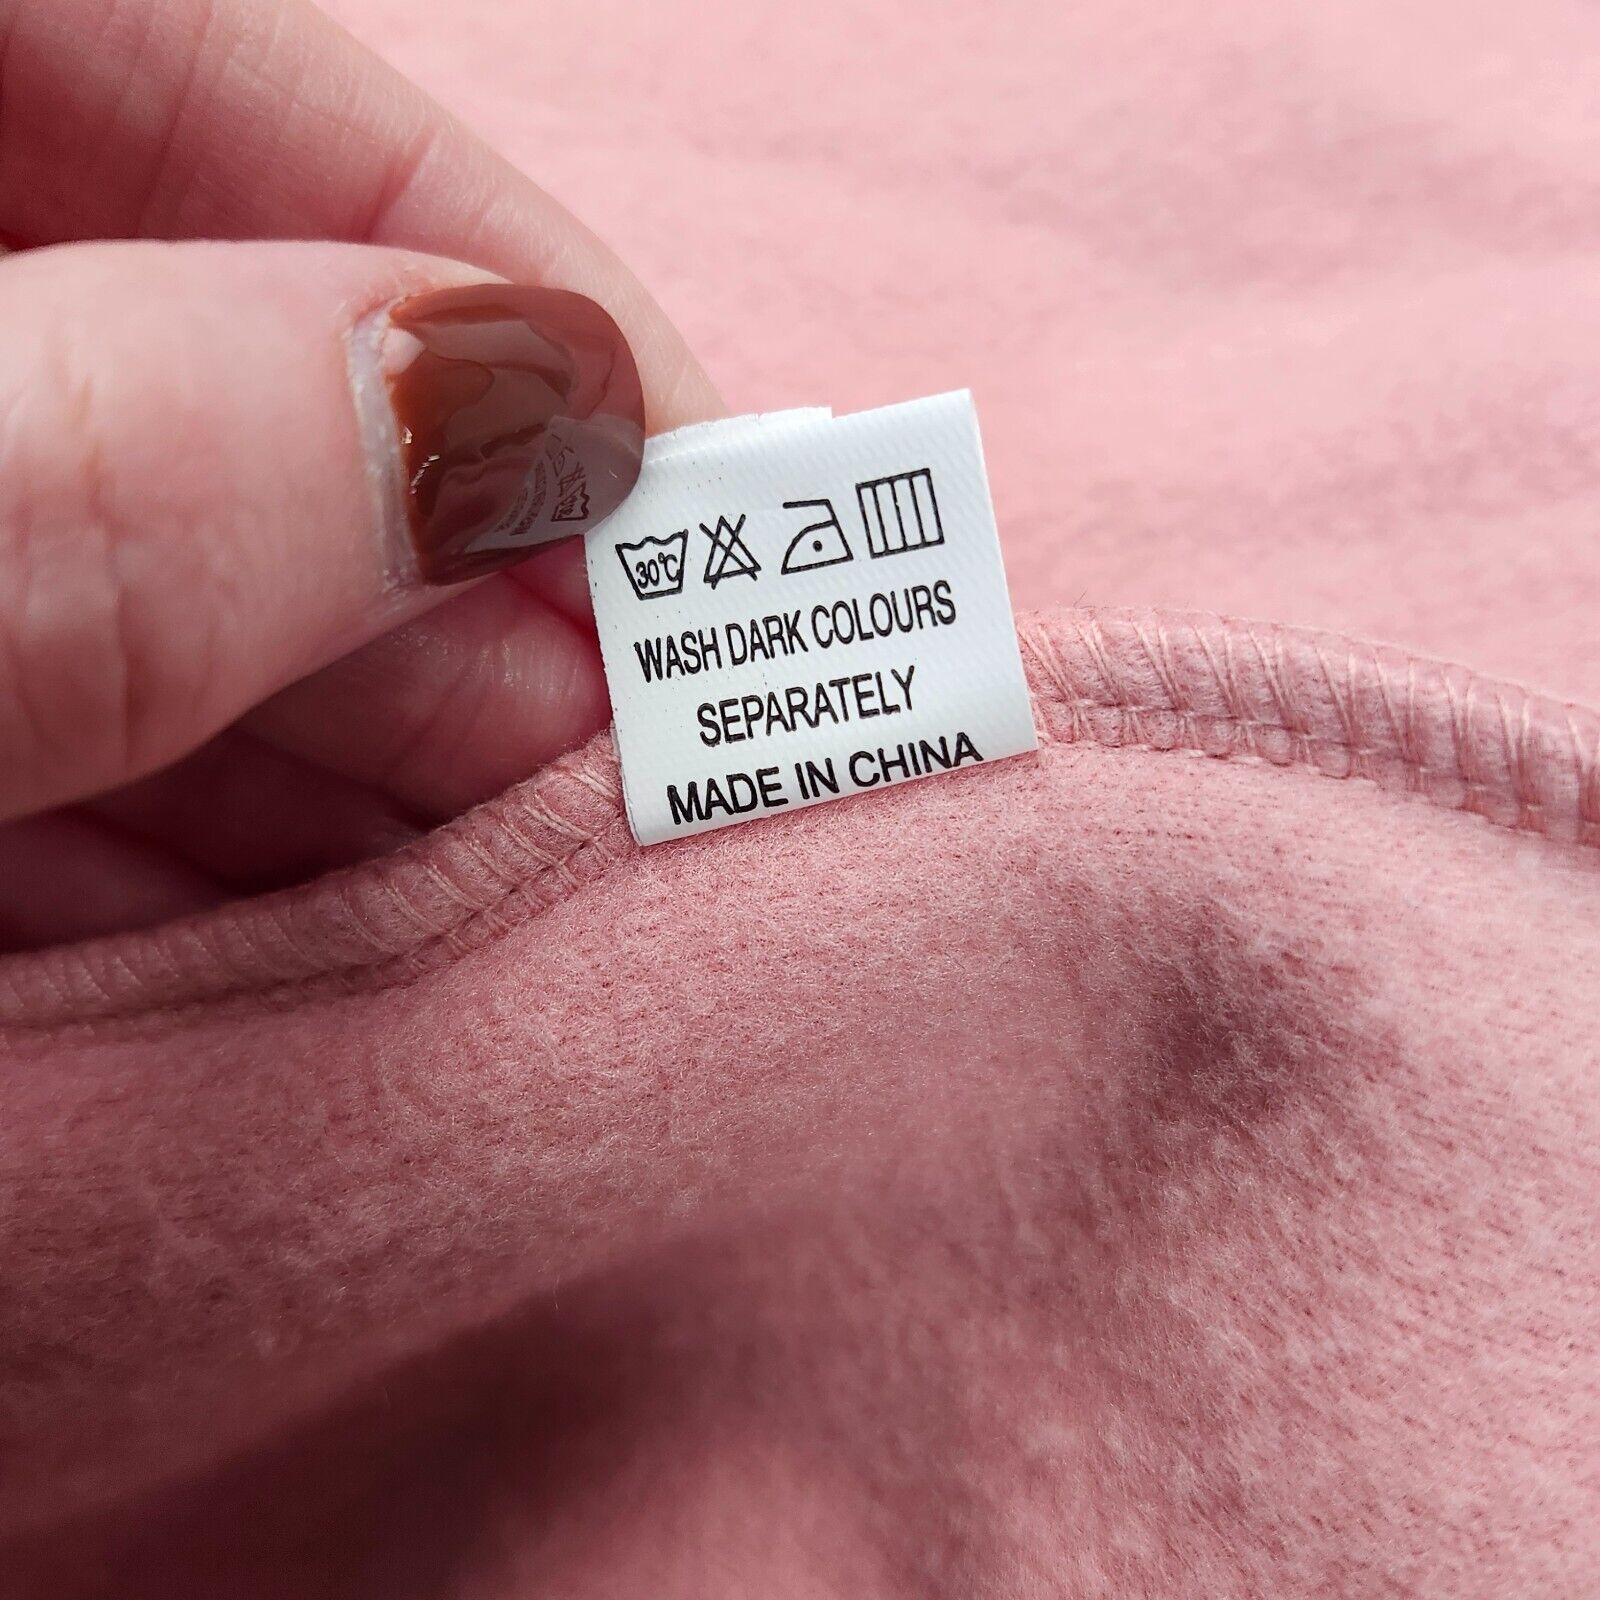 30°C
WASH DARK COLOURS
SEPARATELY
MADE IN CHINA